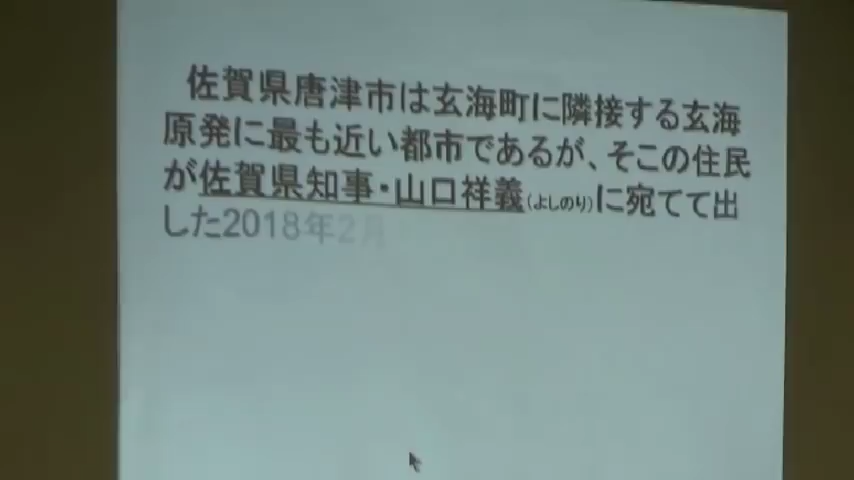 佐賀県唐津市は玄海町に隣接する玄海
原発に最も近い都市であるが、そこの住民
が佐賀県知事・山口祥義(よしのり)に宛てて出
した2018年2月